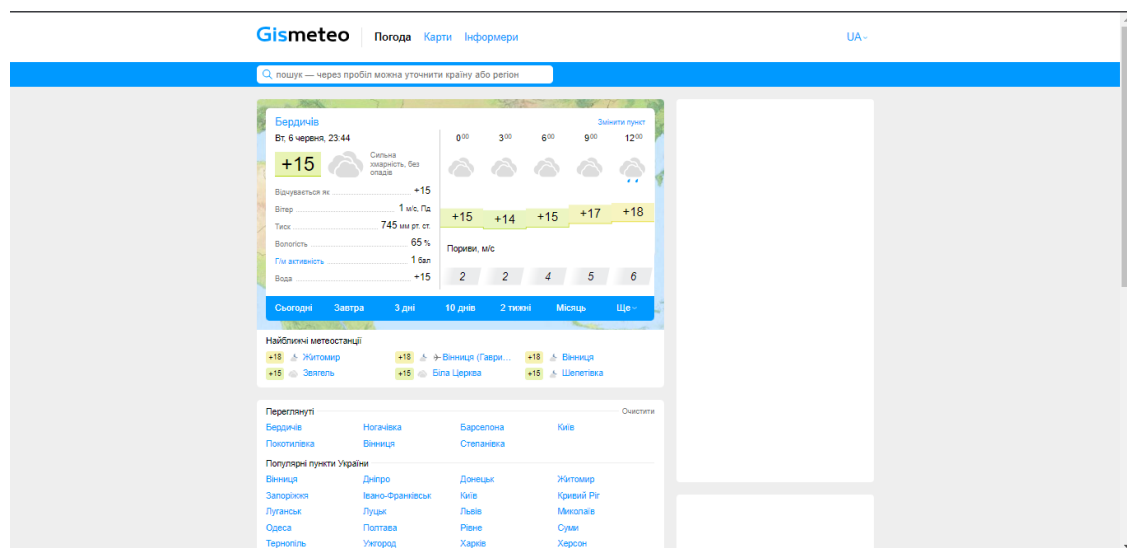 Gismeteo Погода Карти Інформери UA
пошук — через пробіл можна уточнити країну або регіон
Бердичів
Змінити пункт
Вт, 6 червня, 23:44
+15
Сильна
хмарність, без
опадів
Відчувається як +15
Вітер 1 м/с, Пд
Тиск 745 мм рт. ст.
Вологість 65 %
Г/м активність 1 бал
Вода +15
0⁰⁰ 3⁰⁰ 6⁰⁰ 9⁰⁰ 12⁰⁰
+15 +14 +15 +17 +18
Пориви, м/с
2 2 4 5 6
Сьогодні Завтра 3 дні 10 днів 2 тижні Місяць Ще
Найближчі метеостанції
+18 Житомир +18 Вінниця (Гаври... +18 Вінниця
+15 Звягель +15 Біла Церква +15 Шепетівка
Переглянуті Очистити
Бердичів Ногачівка Барселона Київ
Покотилівка Вінниця Степанівка
Популярні пункти України
Вінниця Дніпро Донецьк Житомир
Запоріжжя Івано-Франківськ Київ Кривий Ріг
Луганськ Луцьк Львів Миколаїв
Одеса Полтава Рівне Суми
Тернопіль Ужгород Харків Херсон